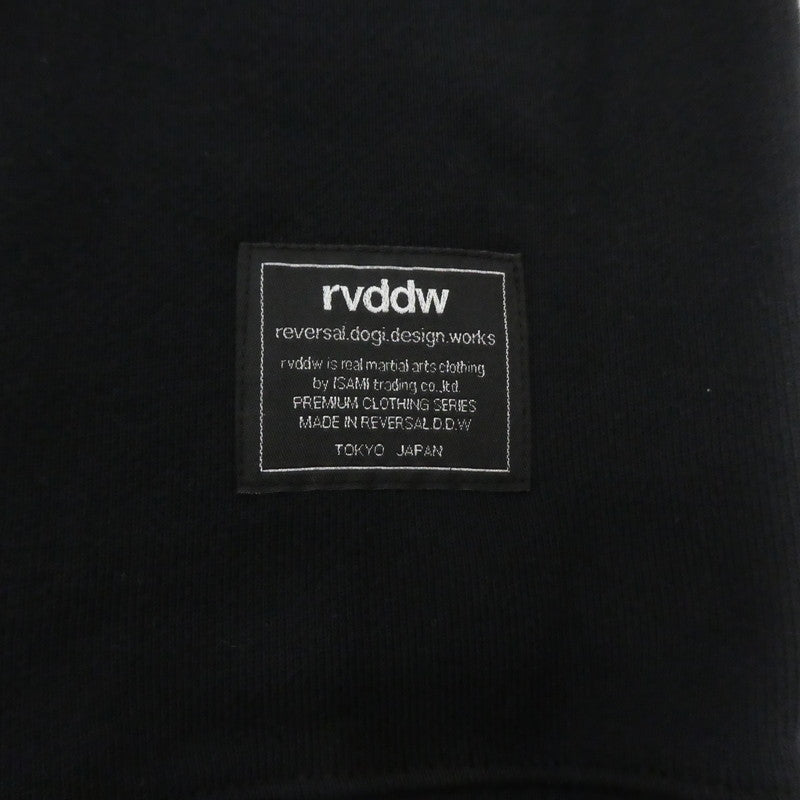 rvddw
reversal.dogi.design.works
rvddw is real martial arts clothing
by ISAMI trading co.,ltd.
PREMIUM CLOTHING SERIES
MADE IN REVERSAL D.D.W
TOKYO JAPAN